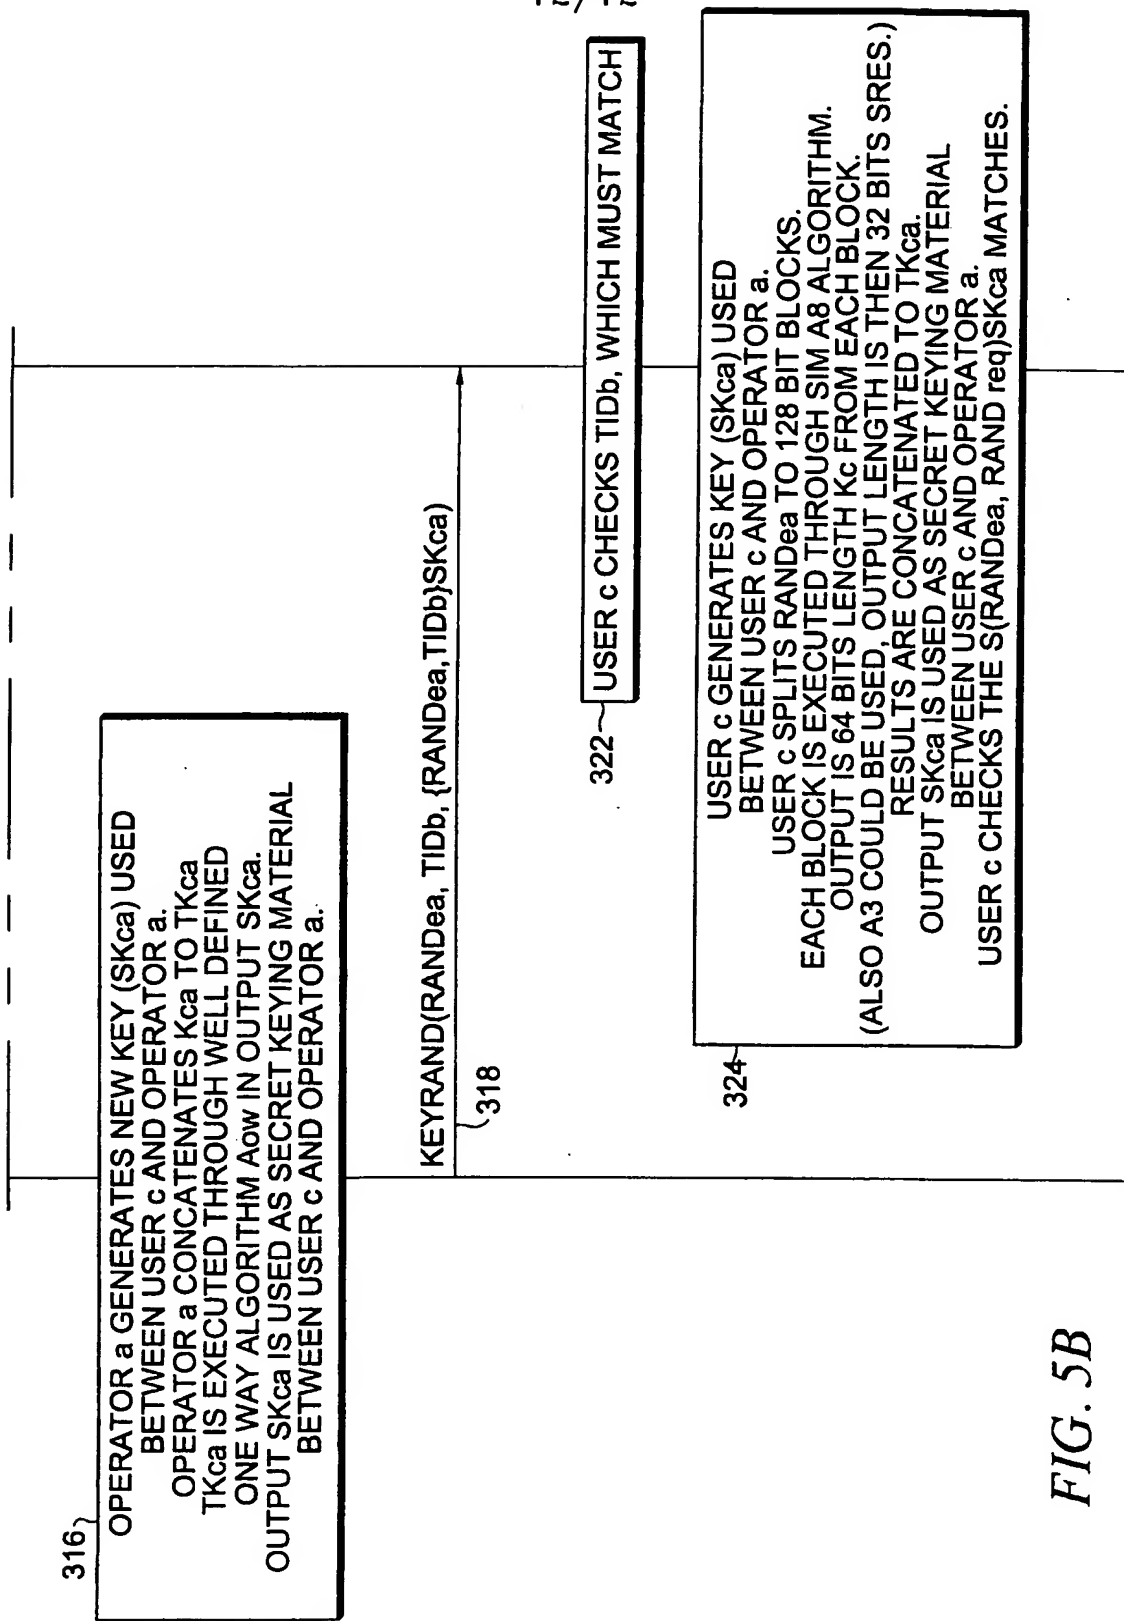 316
OPERATOR a GENERATES NEW KEY (SKca) USED
BETWEEN USER c AND OPERATOR a.
OPERATOR a CONCATENATES Kca TO TKca
TKca IS EXECUTED THROUGH WELL DEFINED
ONE WAY ALGORITHM Aow IN OUTPUT SKca.
OUTPUT SKca IS USED AS SECRET KEYING MATERIAL
BETWEEN USER c AND OPERATOR a.
KEYRAND(RANDea, TIDb, {RANDea,TIDb}SKca)
318
322
USER c CHECKS TIDb, WHICH MUST MATCH
324
USER c GENERATES KEY (SKca) USED
BETWEEN USER c AND OPERATOR a.
USER c SPLITS RANDea TO 128 BIT BLOCKS.
EACH BLOCK IS EXECUTED THROUGH SIM A8 ALGORITHM.
OUTPUT IS 64 BITS LENGTH Kc FROM EACH BLOCK.
(ALSO A3 COULD BE USED, OUTPUT LENGTH IS THEN 32 BITS SRES.)
RESULTS ARE CONCATENATED TO TKca.
OUTPUT SKca IS USED AS SECRET KEYING MATERIAL
BETWEEN USER c AND OPERATOR a.
USER c CHECKS THE S(RANDea, RAND req)SKca MATCHES.
FIG. 5B